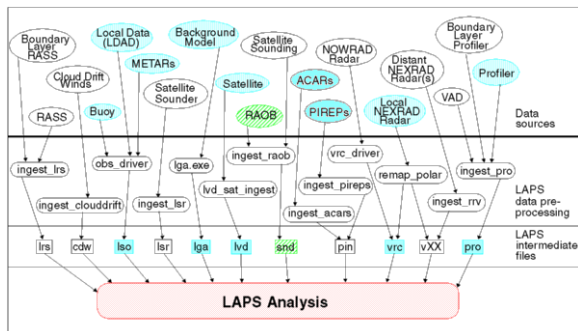 Boundary
Layer
RASS
Local Data
(LDAD)
Background
Model
Satellite
Sounding
NOWRAD
Radar
Distant
NEXRAD
Radar(s)
Boundary
Layer
Profiler
Cloud Drift
Winds
METARs
Satellite
Sounder
Satellite
ACARs
Profiler
RASS
Buoy
RAOB
PIREPs
Local
NEXRAD
Radar
VAD
Data
sources
ingest_lrs
obs_driver
lga.exe
ingest_raob
vrc_driver
remap_polar
ingest_pro
ingest_clouddrift
ingest_lsr
lvd_sat_ingest
ingest_pireps
ingest_acars
ingest_rrv
LAPS
data pre-
processing
lrs
cdw
lso
lsr
lga
lvd
snd
pin
vrc
vXX
pro
LAPS
intermediate
files
LAPS Analysis